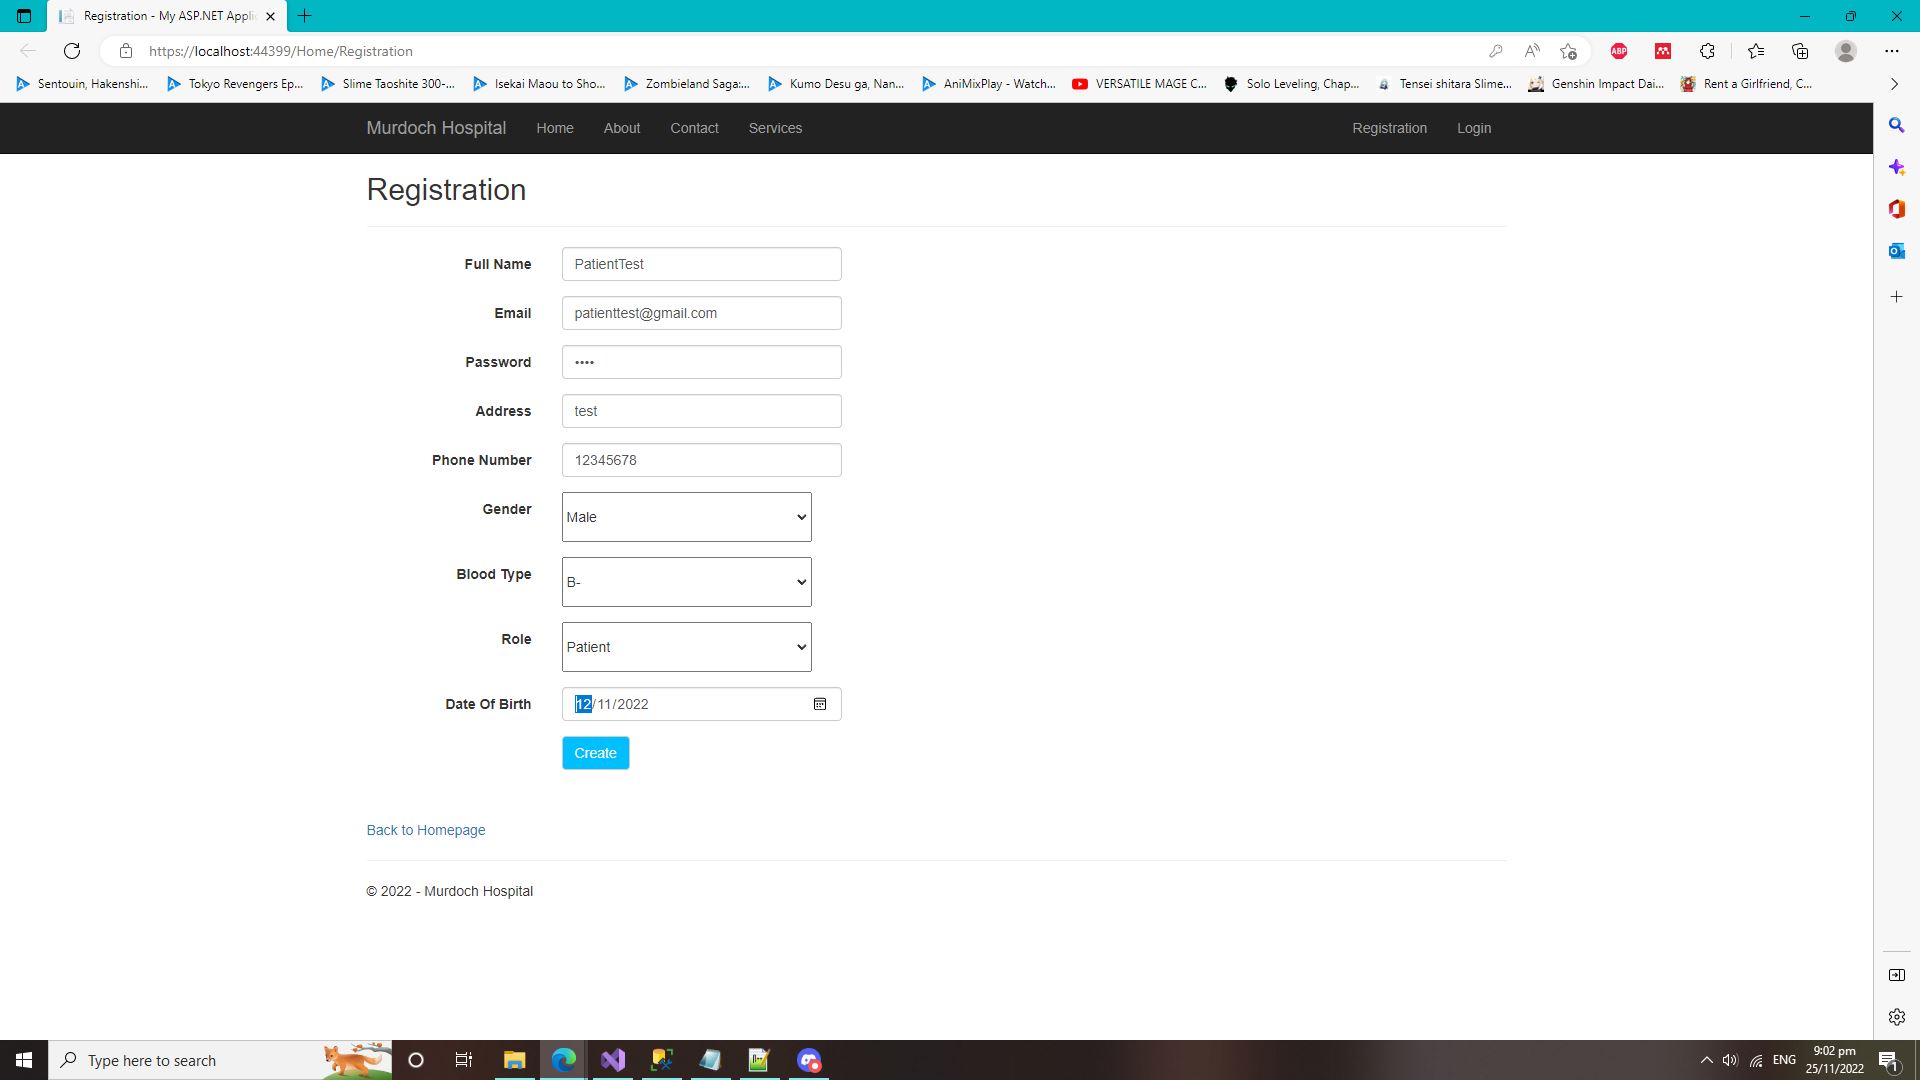 Registration - My ASP.NET Appli
https://localhost:44399/Home/Registration
ABP
Sentouin, Hakenshi... Tokyo Revengers Ep... Slime Taoshite 300-... Isekai Maou to Sho... Zombieland Saga:... Kumo Desu ga, Nan... AniMixPlay - Watch... VERSATILE MAGE C... Solo Leveling, Chap... Tensei shitara Slime... Genshin Impact Dai... Rent a Girlfriend, C...
Murdoch Hospital Home About Contact Services Registration Login
Registration
Full Name PatientTest
Email patienttest@gmail.com
Password ••••
Address test
Phone Number 12345678
Gender Male
Blood Type B-
Role Patient
Date Of Birth 12/11/2022
Create
Back to Homepage
© 2022 - Murdoch Hospital
Type here to search
ENG
9:02 pm
25/11/2022
1